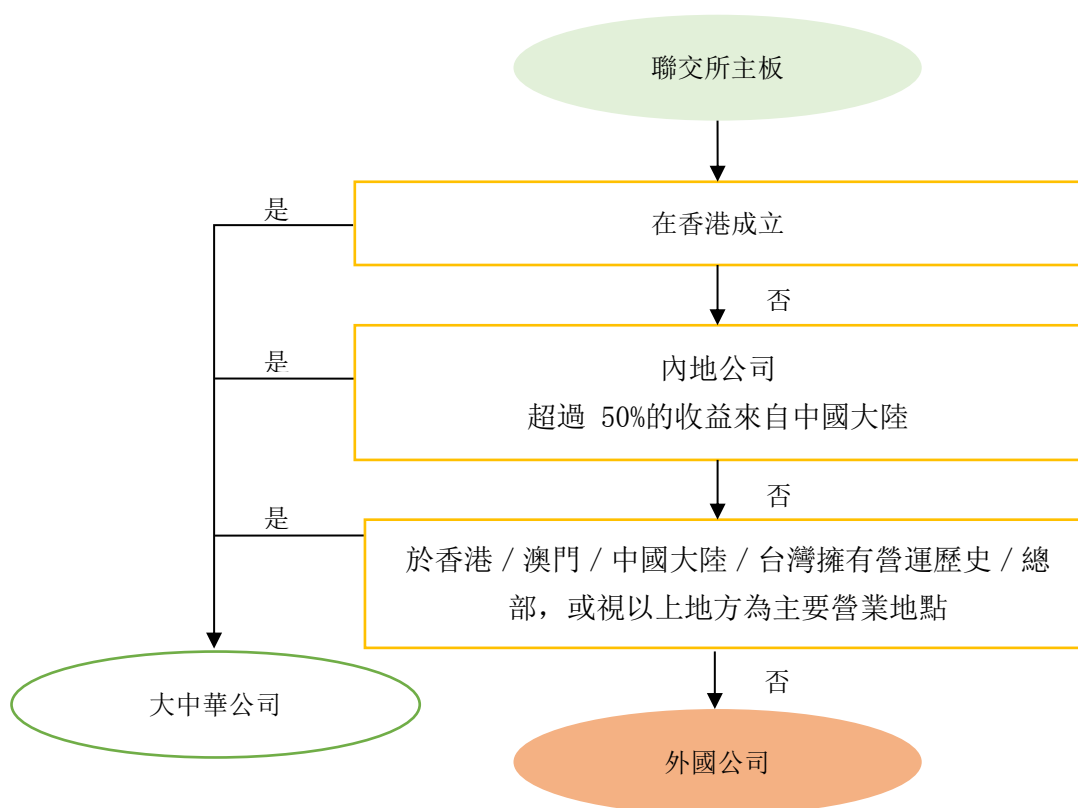 聯交所主板
是
在香港成立
否
是
內地公司
超過 50%的收益來自中國大陸
否
是
於香港／澳門／中國大陸／台灣擁有營運歷史／總
部，或視以上地方為主要營業地點
否
大中華公司
外國公司